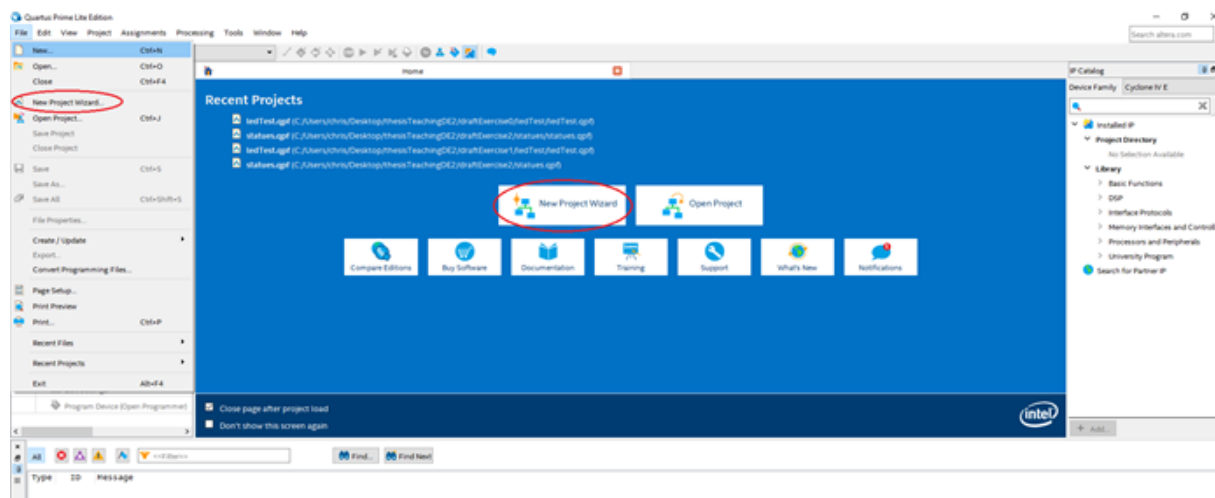 Quartus Prime Lite Edition
File Edit View Project Assignments Processing Tools Window Help
Search altera.com
New... Ctrl+N
Open... Ctrl+O
Close Ctrl+F4
New Project Wizard...
Open Project... Ctrl+J
Save Project
Close Project
Save Ctrl+S
Save As...
Save All Ctrl+Shift+S
File Properties...
Create / Update
Export...
Convert Programming Files...
Page Setup...
Print Preview
Print... Ctrl+P
Recent Files
Recent Projects
Exit Alt+F4
Program Device (Open Programmer)
Home
Recent Projects
ledTest.qpf (C:/Users/chris/Desktop/thesisTeachingDE2/draftExercise0/ledTest/ledTest.qpf)
statues.qpf (C:/Users/chris/Desktop/thesisTeachingDE2/draftExercise2/statues/statues.qpf)
ledTest.qpf (C:/Users/chris/Desktop/thesisTeachingDE2/draftExercise1/ledTest/ledTest.qpf)
statues.qpf (C:/Users/chris/Desktop/thesisTeachingDE2/draftExercise2/statues.qpf)
New Project Wizard
Open Project
Compare Editions
Buy Software
Documentation
Training
Support
What's New
Notifications
Close page after project load
Don't show this screen again
intel
IP Catalog
Device Family Cyclone IV E
Installed IP
Project Directory
No Selection Available
Library
Basic Functions
DSP
Interface Protocols
Memory Interfaces and Controll
Processors and Peripherals
University Program
Search for Partner IP
+ Add...
All
<<Filter>>
Find...
Find Next
Type ID Message